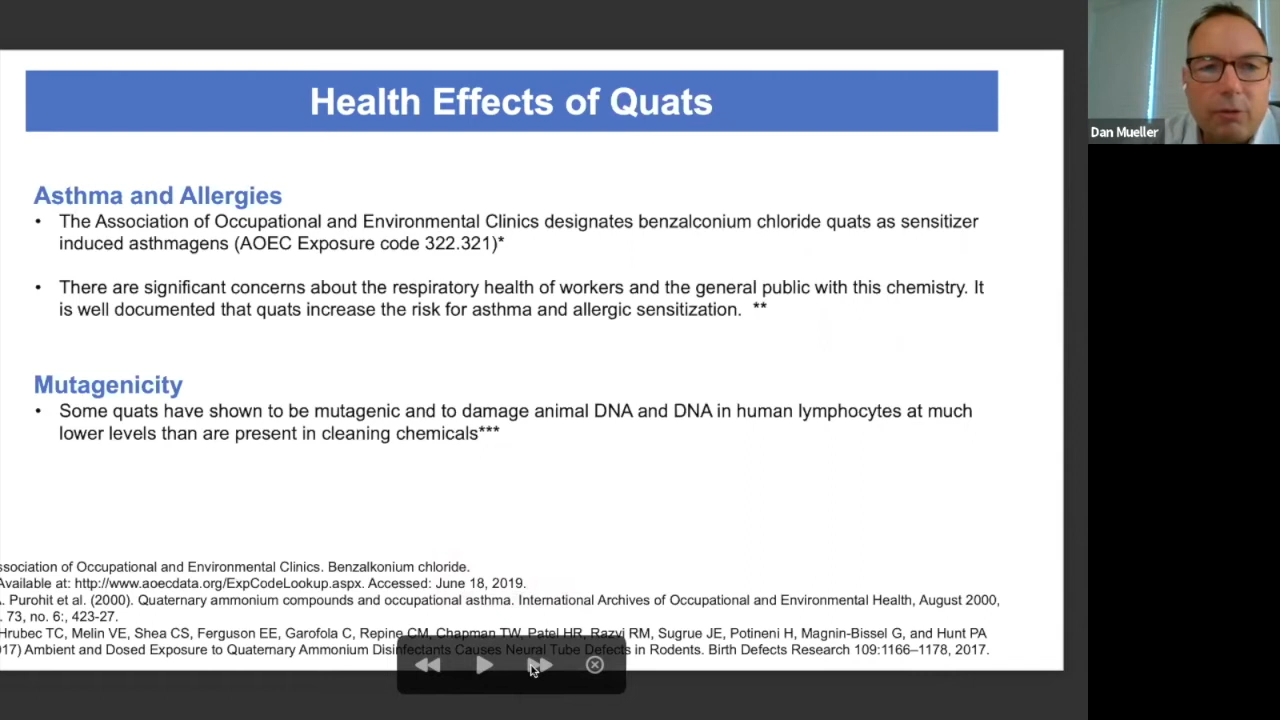 Health Effects of Quats
Dan Mueller
Asthma and Allergies
• The Association of Occupational and Environmental Clinics designates benzalconium chloride quats as sensitizer
induced asthmagens (AOEC Exposure code 322.321)*
• There are significant concerns about the respiratory health of workers and the general public with this chemistry. It
is well documented that quats increase the risk for asthma and allergic sensitization. **
Mutagenicity
• Some quats have shown to be mutagenic and to damage animal DNA and DNA in human lymphocytes at much
lower levels than are present in cleaning chemicals***
ssociation of Occupational and Environmental Clinics. Benzalkonium chloride.
Available at: http://www.aoecdata.org/ExpCodeLookup.aspx. Accessed: June 18, 2019.
. Purohit et al. (2000). Quaternary ammonium compounds and occupational asthma. International Archives of Occupational and Environmental Health, August 2000,
. 73, no. 6:, 423-27.
Hrubec TC, Melin VE, Shea CS, Ferguson EE, Garofola C, Repine CM, Chapman TW, Patel HR, Razvi RM, Sugrue JE, Potineni H, Magnin-Bissel G, and Hunt PA
17) Ambient and Dosed Exposure to Quaternary Ammonium Disinfectants Causes Neural Tube Defects in Rodents. Birth Defects Research 109:1166–1178, 2017.